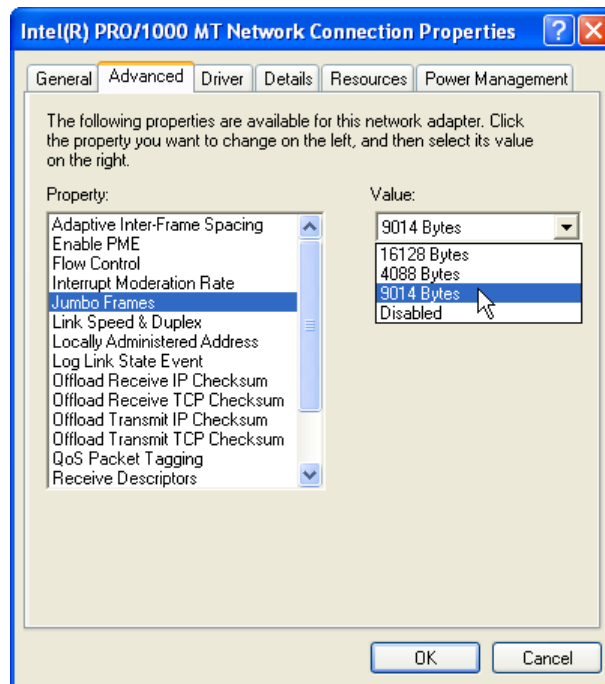 Intel(R) PRO/1000 MT Network Connection Properties
General Advanced Driver Details Resources Power Management
The following properties are available for this network adapter. Click
the property you want to change on the left, and then select its value
on the right.
Property:
Adaptive Inter-Frame Spacing
Enable PME
Flow Control
Interrupt Moderation Rate
Jumbo Frames
Link Speed & Duplex
Locally Administered Address
Log Link State Event
Offload Receive IP Checksum
Offload Receive TCP Checksum
Offload Transmit IP Checksum
Offload Transmit TCP Checksum
QoS Packet Tagging
Receive Descriptors
Value:
9014 Bytes
16128 Bytes
4088 Bytes
9014 Bytes
Disabled
OK Cancel